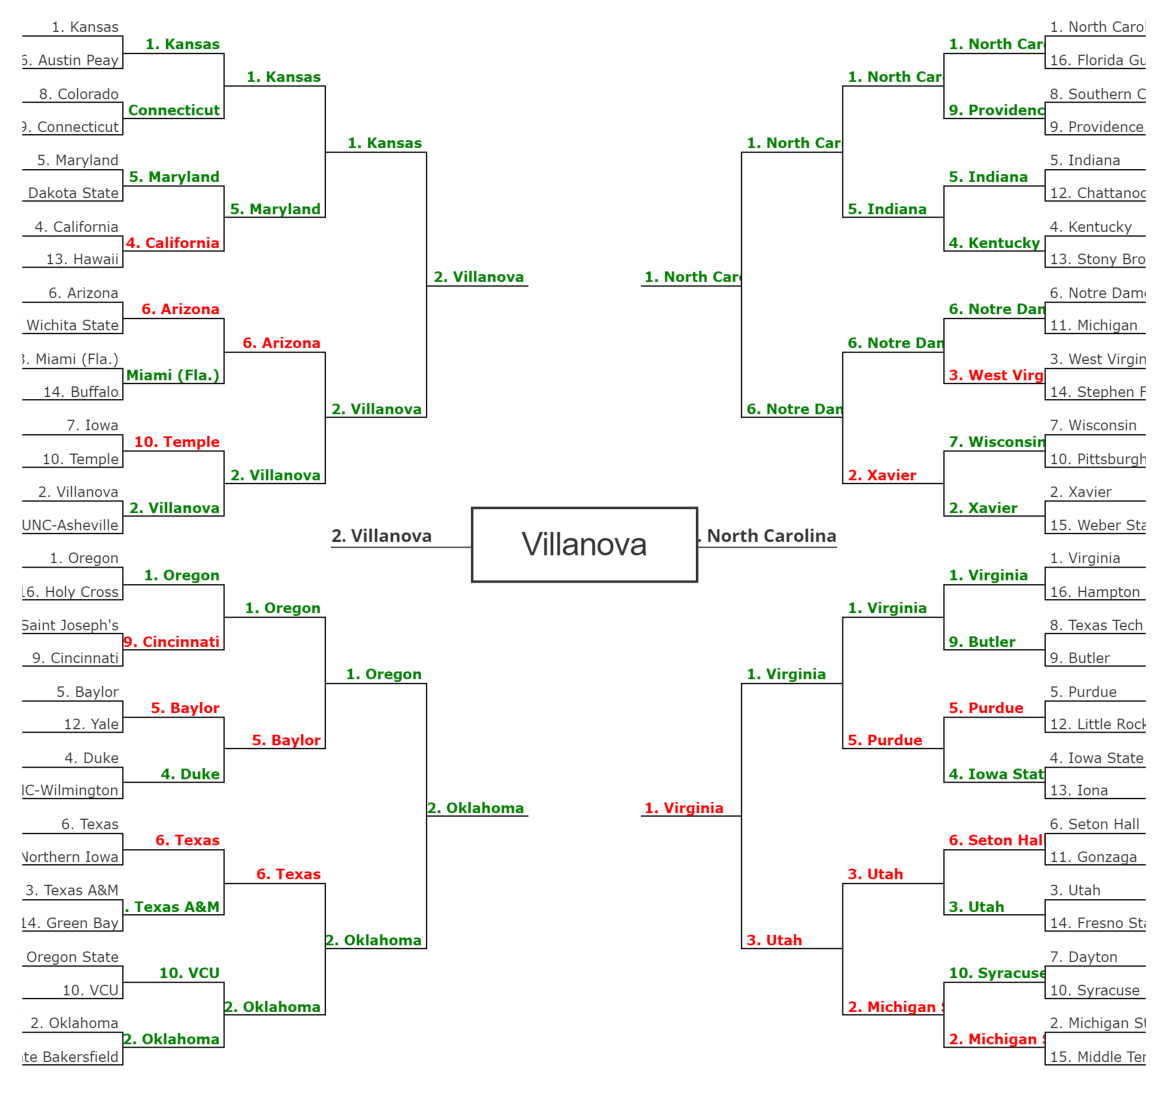 1. Kansas
6. Austin Peay
8. Colorado
9. Connecticut
5. Maryland
Dakota State
4. California
13. Hawaii
6. Arizona
Wichita State
3. Miami (Fla.)
14. Buffalo
7. Iowa
10. Temple
2. Villanova
UNC-Asheville
1. Oregon
16. Holy Cross
Saint Joseph's
9. Cincinnati
5. Baylor
12. Yale
4. Duke
NC-Wilmington
6. Texas
Northern Iowa
3. Texas A&M
14. Green Bay
Oregon State
10. VCU
2. Oklahoma
te Bakersfield
1. Kansas
Connecticut
5. Maryland
4. California
6. Arizona
Miami (Fla.)
10. Temple
2. Villanova
1. Oregon
9. Cincinnati
5. Baylor
4. Duke
6. Texas
. Texas A&M
10. VCU
2. Oklahoma
1. Kansas
5. Maryland
6. Arizona
2. Villanova
1. Oregon
5. Baylor
6. Texas
2. Oklahoma
1. Kansas
2. Villanova
1. Oregon
2. Oklahoma
2. Villanova
2. Oklahoma
2. Villanova
Villanova
. North Carolina
1. North Car
1. Virginia
1. North Car
6. Notre Dam
1. Virginia
3. Utah
1. North Car
5. Indiana
6. Notre Dam
2. Xavier
1. Virginia
5. Purdue
3. Utah
2. Michigan S
1. North Car
9. Providenc
5. Indiana
4. Kentucky
6. Notre Dam
3. West Virg
7. Wisconsin
2. Xavier
1. Virginia
9. Butler
5. Purdue
4. Iowa Stat
6. Seton Hall
3. Utah
10. Syracuse
2. Michigan S
1. North Carol
16. Florida Gu
8. Southern C
9. Providence
5. Indiana
12. Chattanoo
4. Kentucky
13. Stony Bro
6. Notre Dame
11. Michigan
3. West Virgin
14. Stephen F
7. Wisconsin
10. Pittsburgh
2. Xavier
15. Weber Sta
1. Virginia
16. Hampton
8. Texas Tech
9. Butler
5. Purdue
12. Little Rock
4. Iowa State
13. Iona
6. Seton Hall
11. Gonzaga
3. Utah
14. Fresno Sta
7. Dayton
10. Syracuse
2. Michigan St
15. Middle Ten